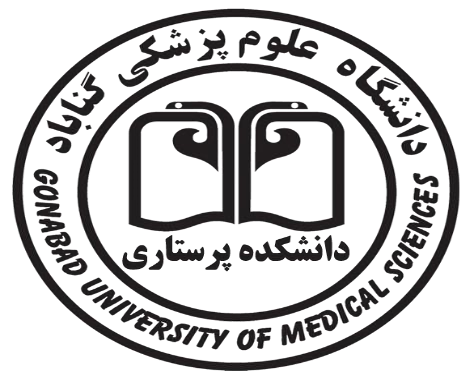 دانشگاه علوم پزشکی گناباد
دانشکده پرستاری
GONABAD UNIVERSITY OF MEDICAL SCIENCES